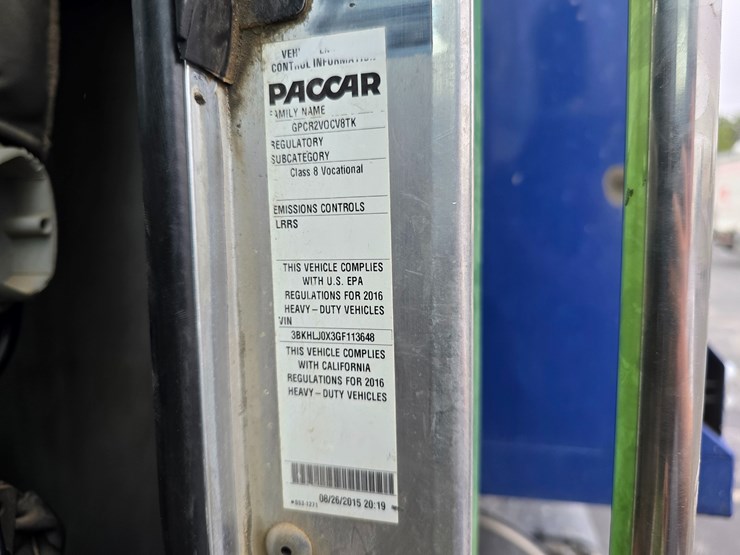 CONTROL INFORMATION
PACCAR
FAMILY NAME
GPCR2VOCV8TK
REGULATORY
SUBCATEGORY
Class 8 Vocational
EMISSIONS CONTROLS
LRRS
THIS VEHICLE COMPLIES
WITH U.S. EPA
REGULATIONS FOR 2016
HEAVY-DUTY VEHICLES
VIN
3BKHLJ0X3GF113648
THIS VEHICLE COMPLIES
WITH CALIFORNIA
REGULATIONS FOR 2016
HEAVY-DUTY VEHICLES
08/26/2015 20:19